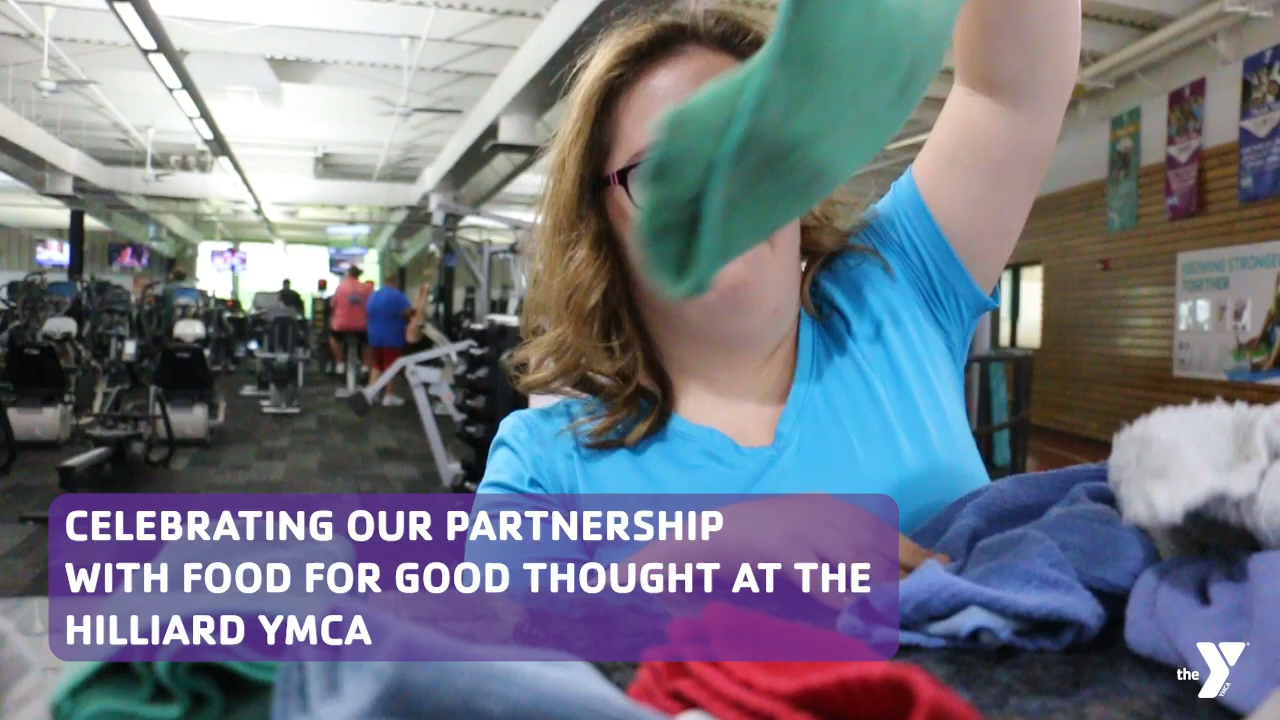 GROWING STRONGER
TOGETHER
CELEBRATING OUR PARTNERSHIP
WITH FOOD FOR GOOD THOUGHT AT THE
HILLIARD YMCA
the Y
YMCA